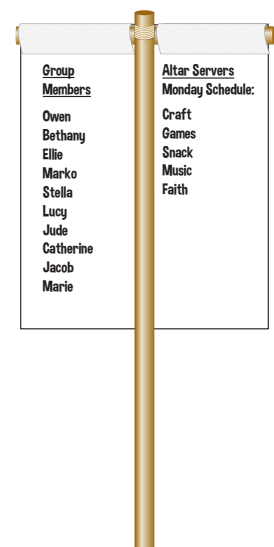 Group
Members
Owen
Bethany
Ellie
Marko
Stella
Lucy
Jude
Catherine
Jacob
Marie
Altar Servers
Monday Schedule:
Craft
Games
Snack
Music
Faith